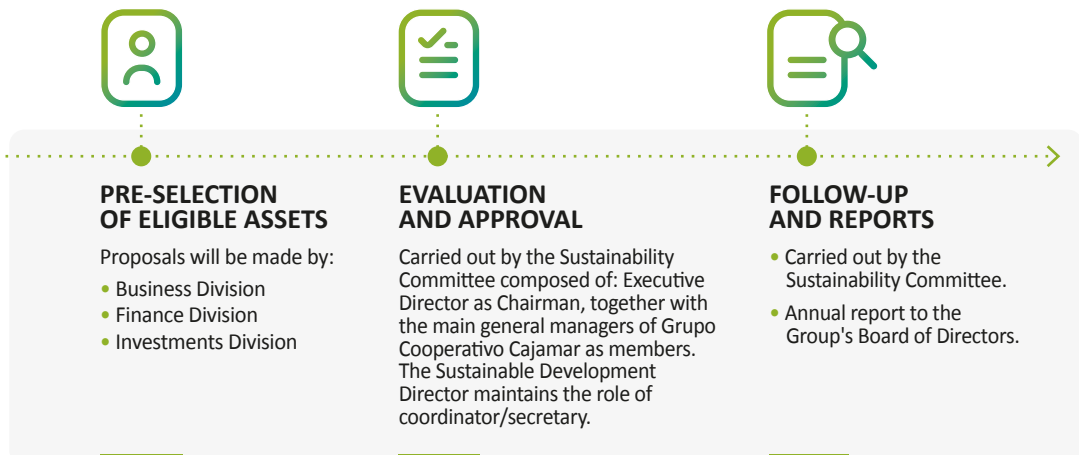 PRE-SELECTION
OF ELIGIBLE ASSETS
Proposals will be made by:
• Business Division
• Finance Division
• Investments Division
EVALUATION
AND APPROVAL
Carried out by the Sustainability
Committee composed of: Executive
Director as Chairman, together with
the main general managers of Grupo
Cooperativo Cajamar as members.
The Sustainable Development
Director maintains the role of
coordinator/secretary.
FOLLOW-UP
AND REPORTS
• Carried out by the
Sustainability Committee.
• Annual report to the
Group's Board of Directors.